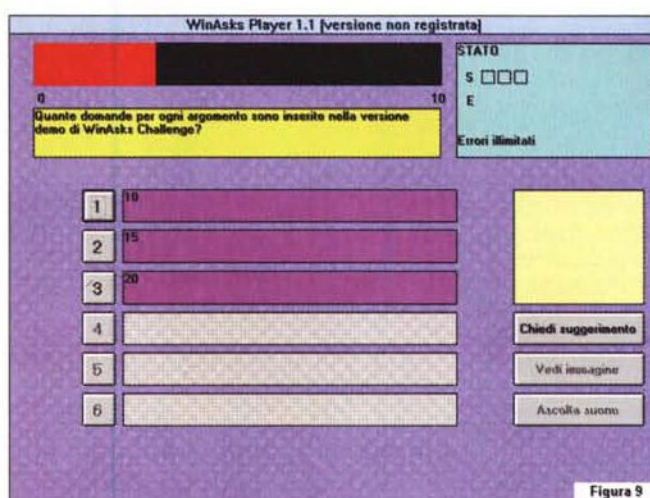 WinAsks Player 1.1 [versione non registrata]
0
10
Quante domande per ogni argomento sono inserite nella versione
demo di WinAsks Challenge?
STATO
S
E
Errori illimitati
1
10
2
15
3
20
4
5
6
Chiedi suggerimento
Vedi immagine
Ascolta suono
Figura 9